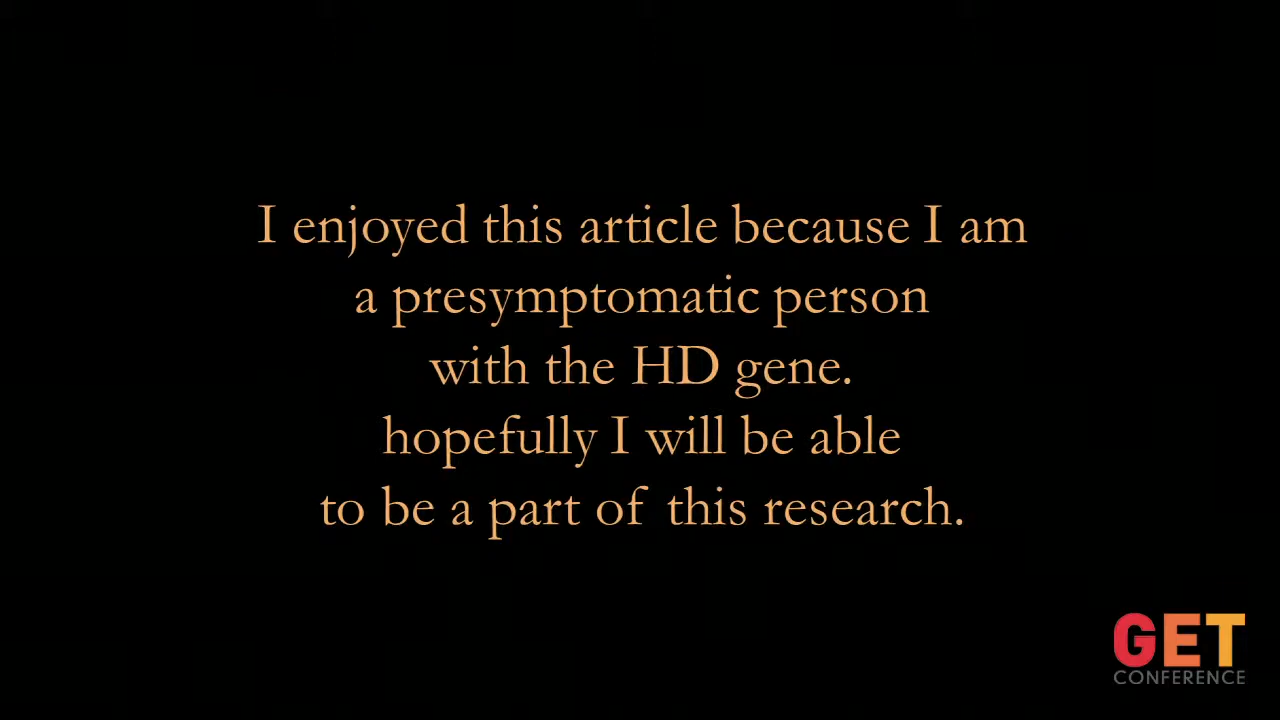 I enjoyed this article because I am
a presymptomatic person
with the HD gene.
hopefully I will be able
to be a part of this research.
GET
CONFERENCE